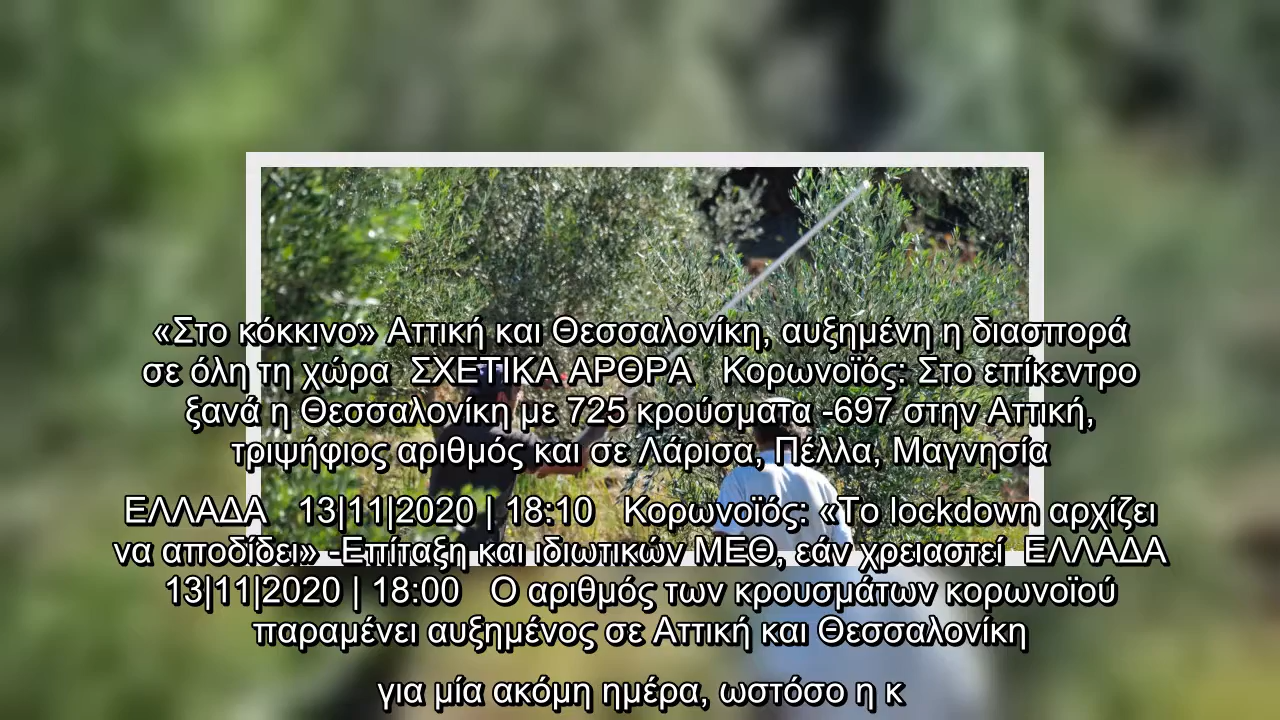 «Στο κόκκινο» Αττική και Θεσσαλονίκη, αυξημένη η διασπορά
σε όλη τη χώρα ΣΧΕΤΙΚΑ ΑΡΘΡΑ Κορωνοϊός: Στο επίκεντρο
ξανά η Θεσσαλονίκη με 725 κρούσματα -697 στην Αττική,
τριψήφιος αριθμός και σε Λάρισα, Πέλλα, Μαγνησία
ΕΛΛΑΔΑ 13|11|2020 | 18:10 Κορωνοϊός: «Το lockdown αρχίζει
να αποδίδει» -Επίταξη και ιδιωτικών ΜΕΘ, εάν χρειαστεί ΕΛΛΑΔΑ
13|11|2020 | 18:00 Ο αριθμός των κρουσμάτων κορωνοϊού
παραμένει αυξημένος σε Αττική και Θεσσαλονίκη
για μία ακόμη ημέρα, ωστόσο η κ